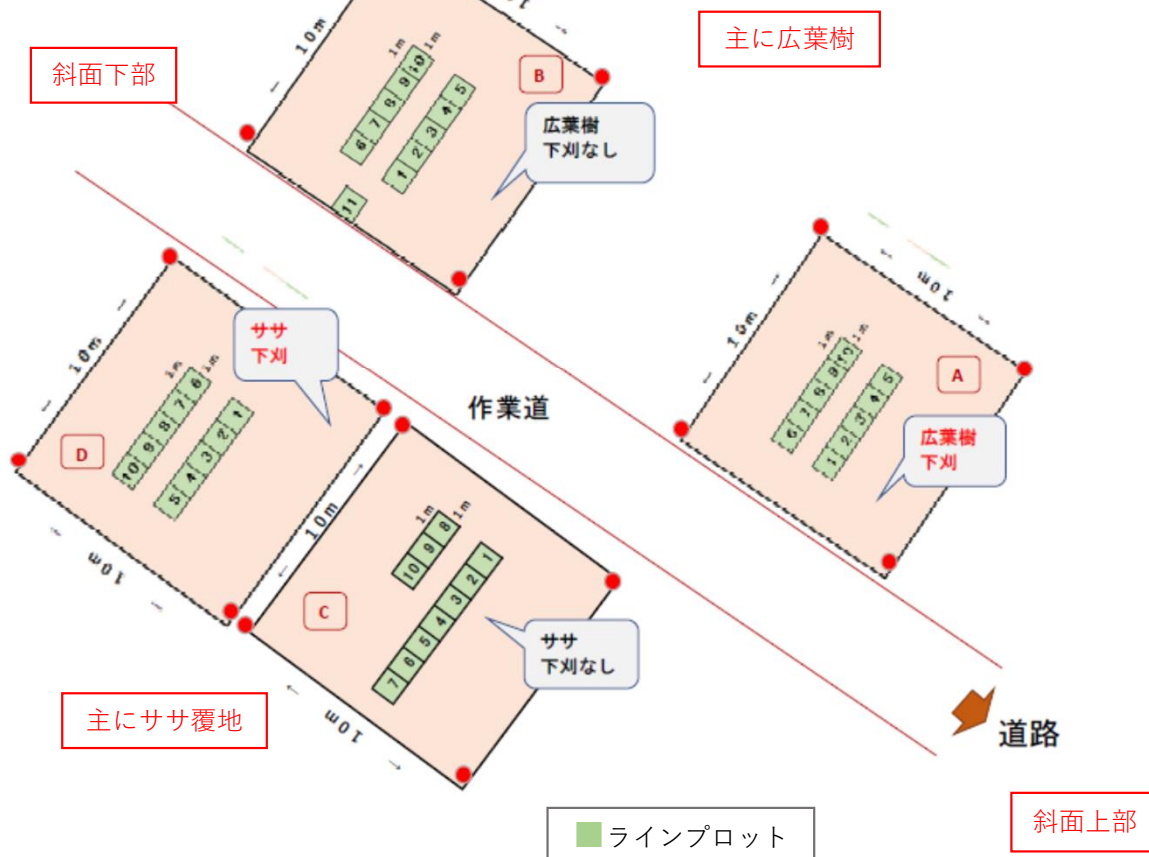 主に広葉樹
斜面下部
10m
10
1m
1m
B
6 7 8 9 10
1 2 3 4 5
11
広葉樹
下刈なし
10m
10m
A
1m
6 7 8 9 10
1 2 3 4 5
広葉樹
下刈
作業道
ササ
下刈
10m
1m
1m
D
10 9 8 7 6
5 4 3 2 1
10m
10m
1m
1m
C
10 9 8
7 6 5 4 3 2 1
ササ
下刈なし
10m
主にササ覆地
道路
斜面上部
ラインプロット